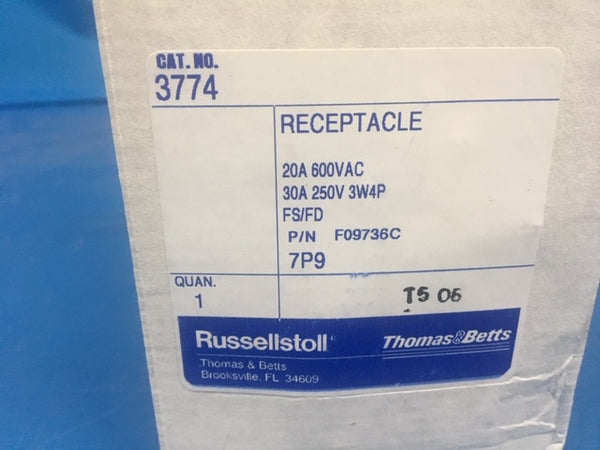 CAT. NO.
3774
RECEPTACLE
20A 600VAC
30A 250V 3W4P
FS/FD
P/N F09736C
7P9
QUAN.
1
T5 06
Russellstoll
Thomas&Betts
Thomas & Betts
Brooksville, FL 34609